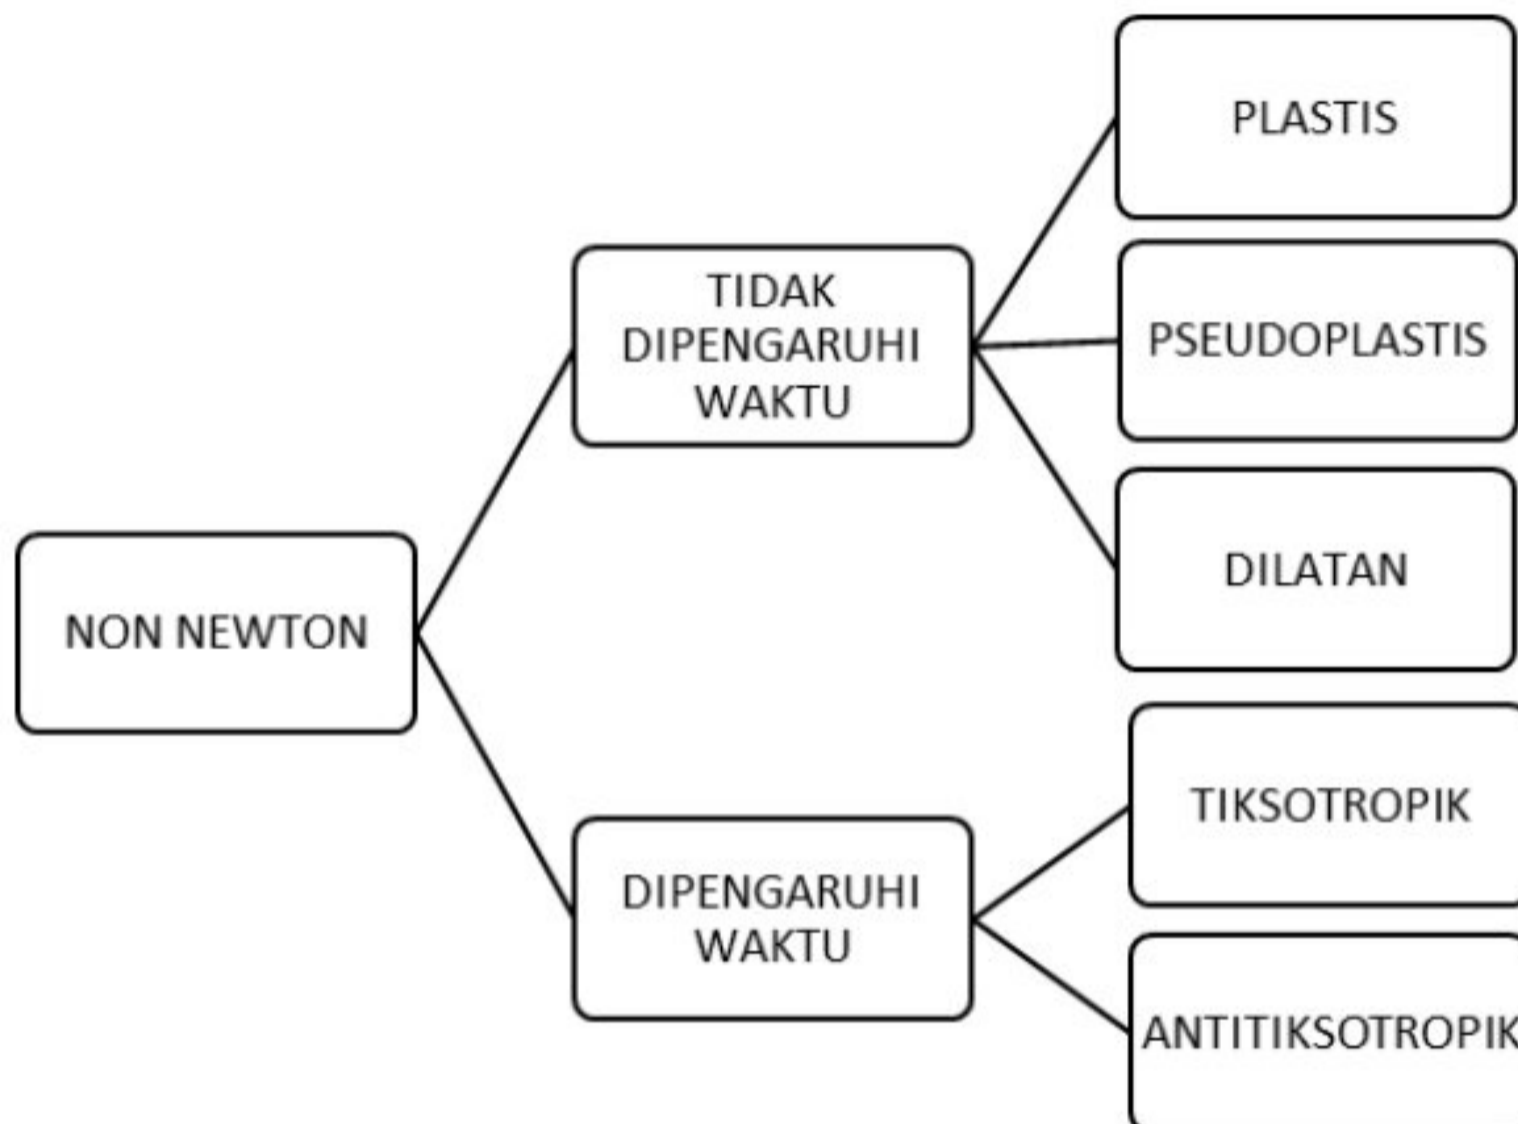 NON NEWTON
TIDAK
DIPENGARUHI
WAKTU
PLASTIS
PSEUDOPLASTIS
DILATAN
DIPENGARUHI
WAKTU
TIKSOTROPIK
ANTITIKSOTROPIK